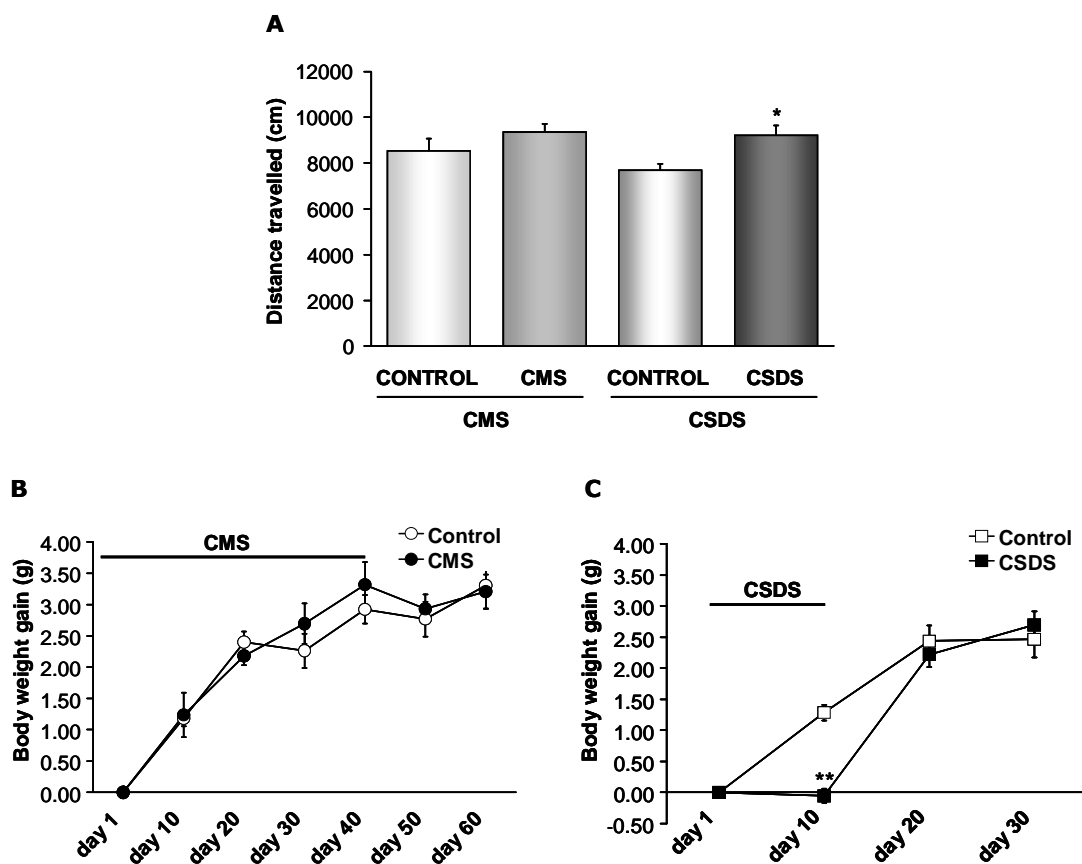 A
Distance travelled (cm)
12000
10000
8000
6000
4000
2000
0
*
CONTROL CMS CONTROL CSDS
CMS CSDS
B
Body weight gain (g)
Control
CMS
CMS
4.00
3.50
3.00
2.50
2.00
1.50
1.00
0.50
0.00
day 1 day 10 day 20 day 30 day 40 day 50 day 60
C
Body weight gain (g)
Control
CSDS
CSDS
4.00
3.50
3.00
2.50
2.00
1.50
1.00
0.50
0.00
-0.50
**
day 1 day 10 day 20 day 30